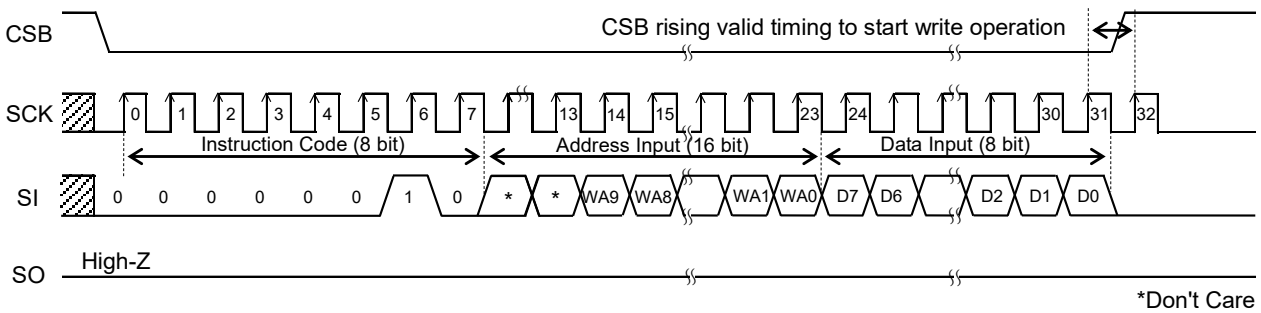 CSB
CSB rising valid timing to start write operation
SCK
0 1 2 3 4 5 6 7 13 14 15 23 24 30 31 32
Instruction Code (8 bit) Address Input (16 bit) Data Input (8 bit)
SI
0 0 0 0 0 0 1 0 * * WA9 WA8 WA1 WA0 D7 D6 D2 D1 D0
SO
High-Z
*Don't Care